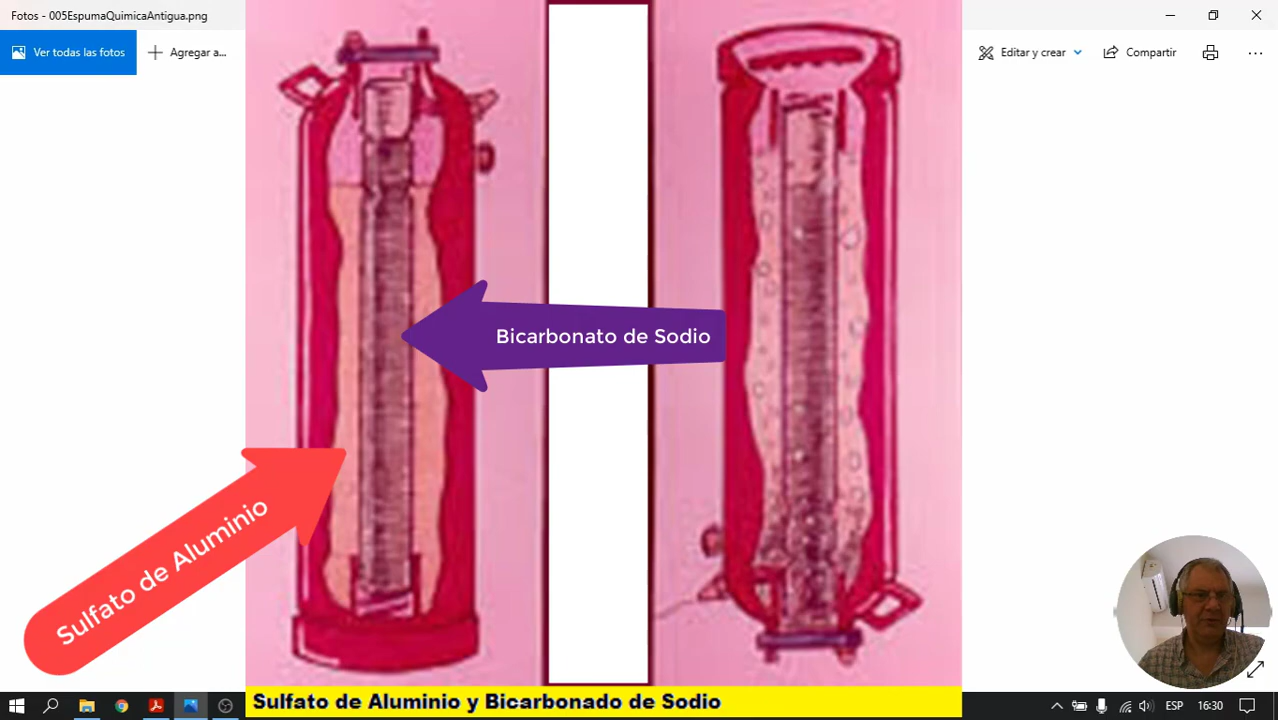 Fotos - 005EspumaQuimicaAntigua.png
Ver todas las fotos
Agregar a...
Editar y crear
Compartir
Bicarbonato de Sodio
Sulfato de Aluminio
Sulfato de Aluminio y Bicarbonado de Sodio
ESP
16:30